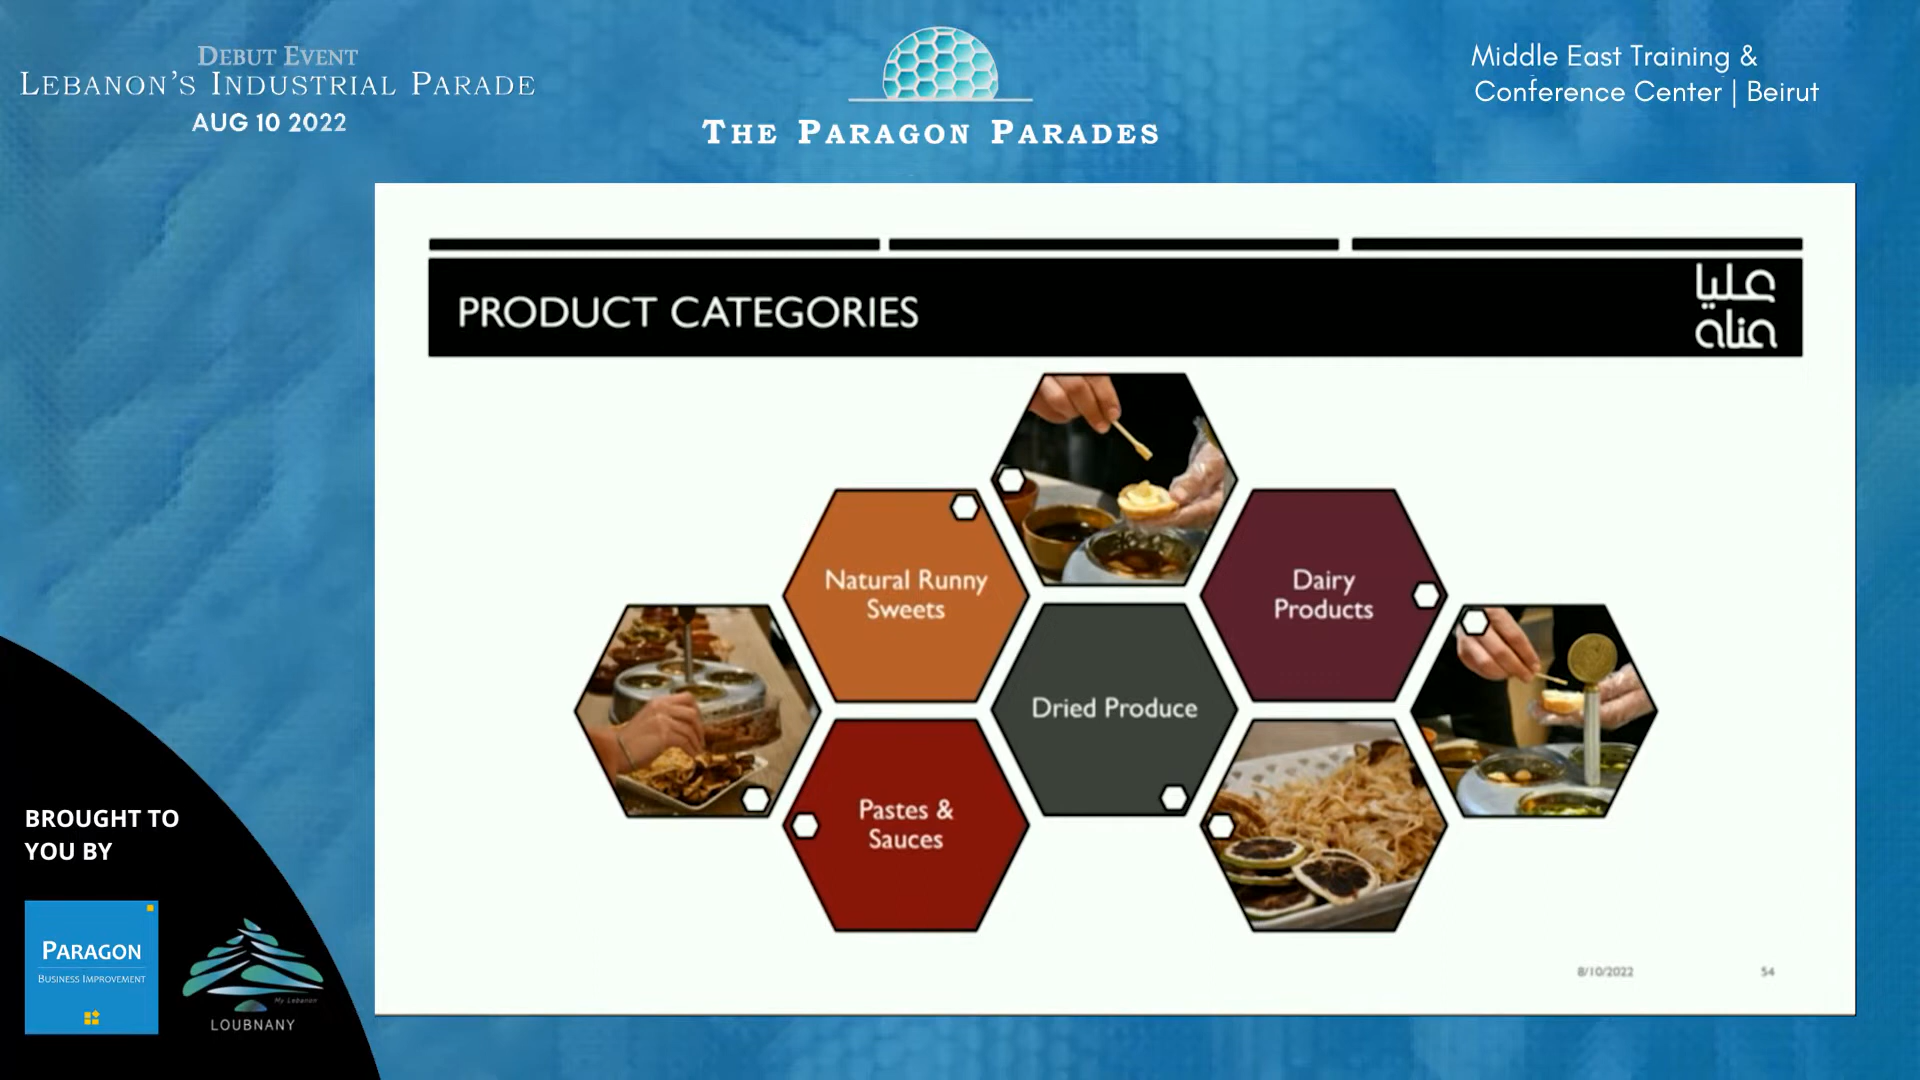 DEBUT EVENT
LEBANON'S INDUSTRIAL PARADE
AUG 10 2022
THE PARAGON PARADES
Middle East Training &
Conference Center | Beirut
PRODUCT CATEGORIES
عليا
alia
Natural Runny
Sweets
Dairy
Products
Dried Produce
Pastes &
Sauces
8/10/2022
54
BROUGHT TO
YOU BY
PARAGON
BUSINESS IMPROVEMENT
My Lebanon
LOUBNANY